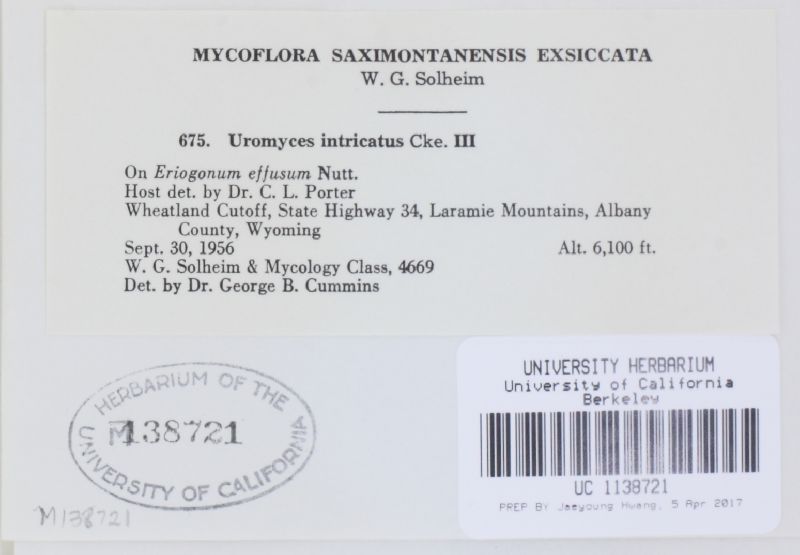 MYCOFLORA SAXIMONTANENSIS EXSICCATA
W. G. Solheim
675. Uromyces intricatus Cke. III
On Eriogonum effusum Nutt.
Host det. by Dr. C. L. Porter
Wheatland Cutoff, State Highway 34, Laramie Mountains, Albany
County, Wyoming
Sept. 30, 1956 Alt. 6,100 ft.
W. G. Solheim & Mycology Class, 4669
Det. by Dr. George B. Cummins
HERBARIUM OF THE
M138721
UNIVERSITY OF CALIFORNIA
M138721
UNIVERSITY HERBARIUM
University of California
Berkeley
UC 1138721
PREP BY Jaeyoung Hwang, 5 Apr 2017